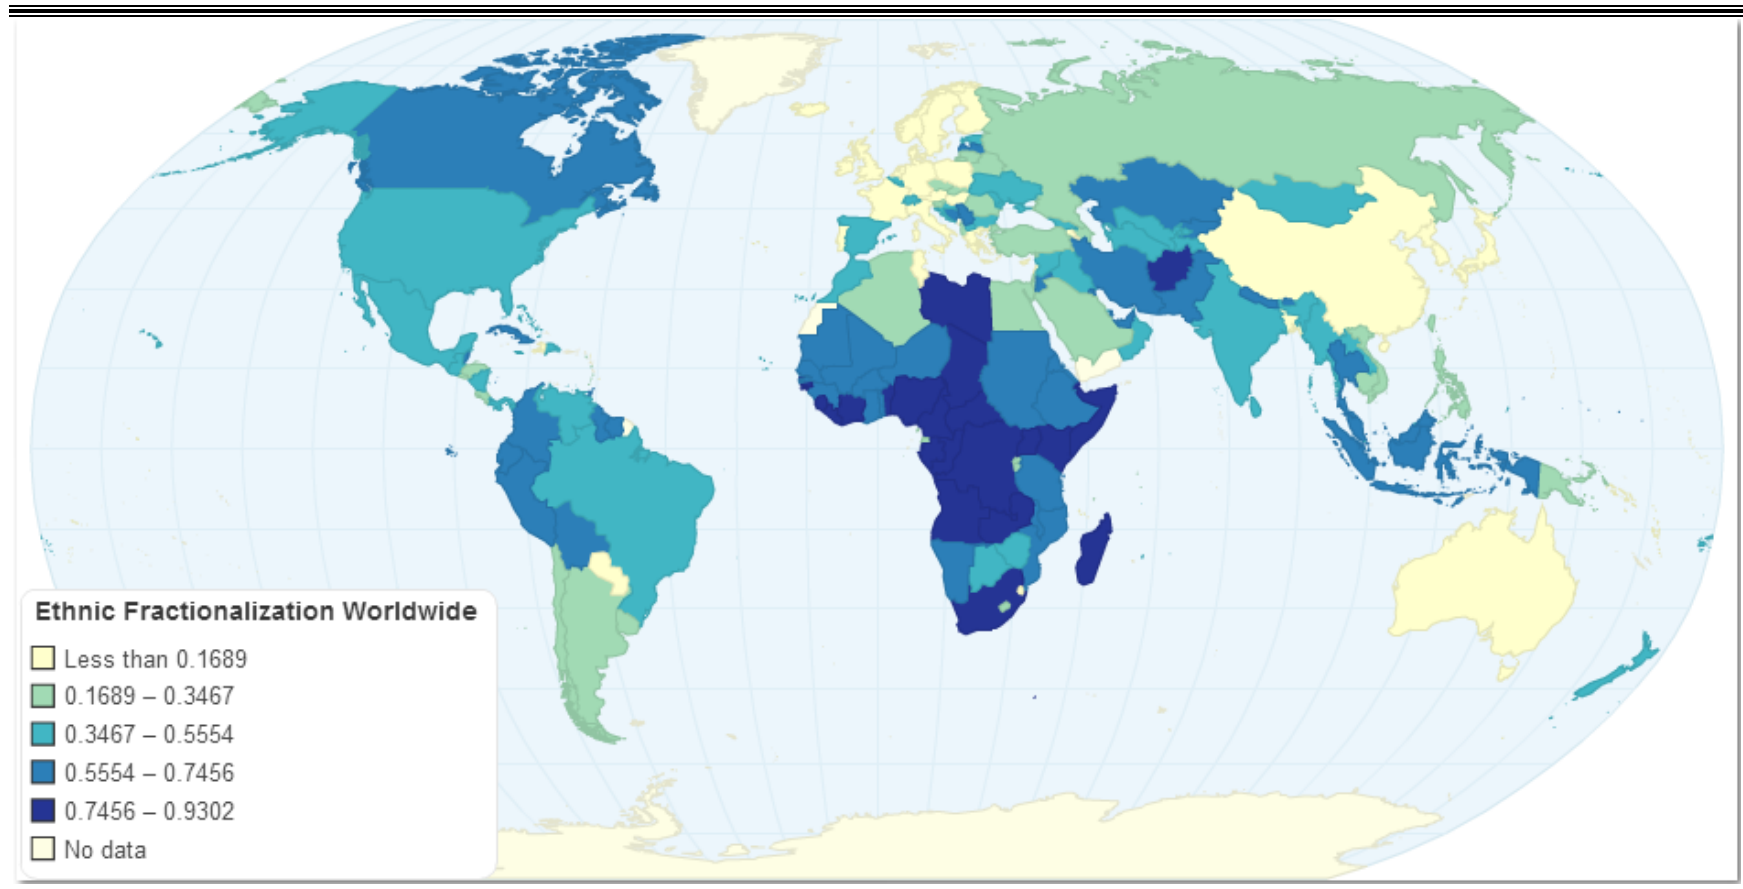 Ethnic Fractionalization Worldwide
Less than 0.1689
0.1689 – 0.3467
0.3467 – 0.5554
0.5554 – 0.7456
0.7456 – 0.9302
No data